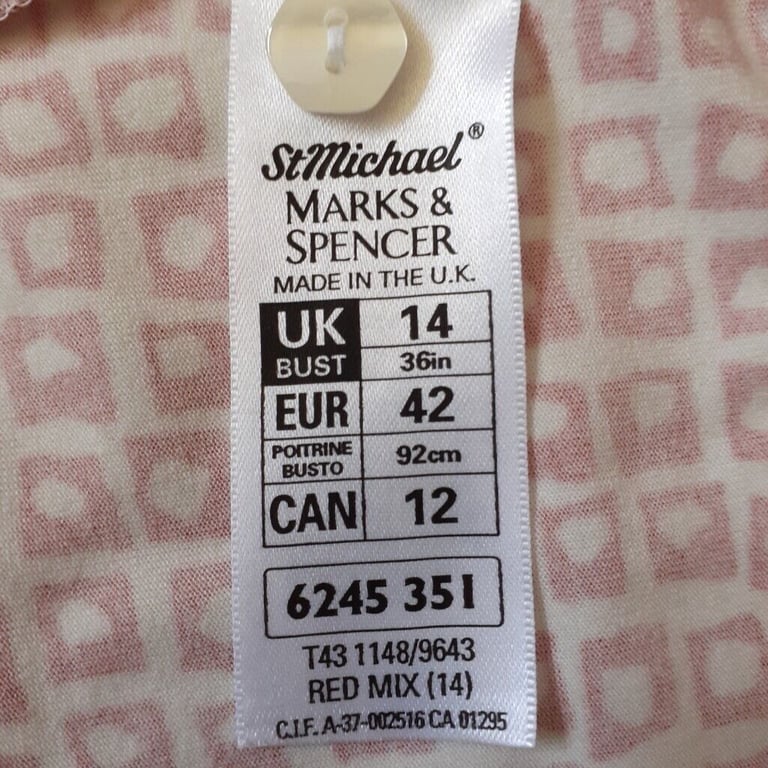 StMichael®
MARKS &
SPENCER
MADE IN THE U.K.
UK 14
BUST 36in
EUR 42
POITRINE
BUSTO 92cm
CAN 12
6245 351
T43 1148/9643
RED MIX (14)
C.I.F. A-37-002516 CA 01295